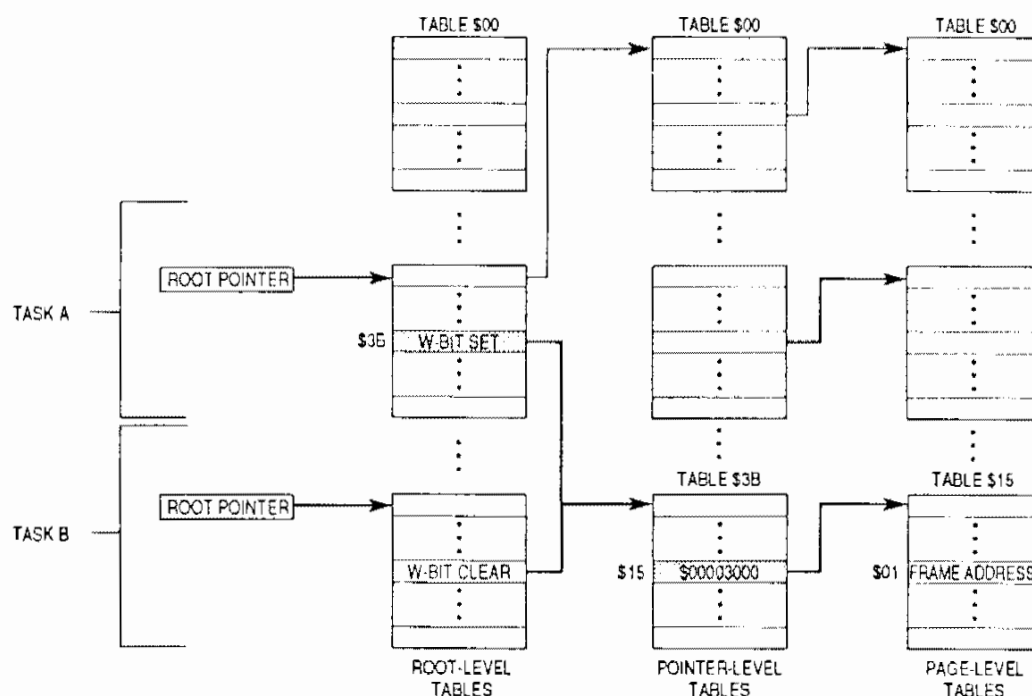 TABLE $00
TABLE $00
TABLE $00
ROOT POINTER
TASK A
$3B
W-BIT SET
ROOT POINTER
TASK B
TABLE $3B
TABLE $15
W-BIT CLEAR
$15
$00003000
$01
FRAME ADDRESS
ROOT-LEVEL
TABLES
POINTER-LEVEL
TABLES
PAGE-LEVEL
TABLES